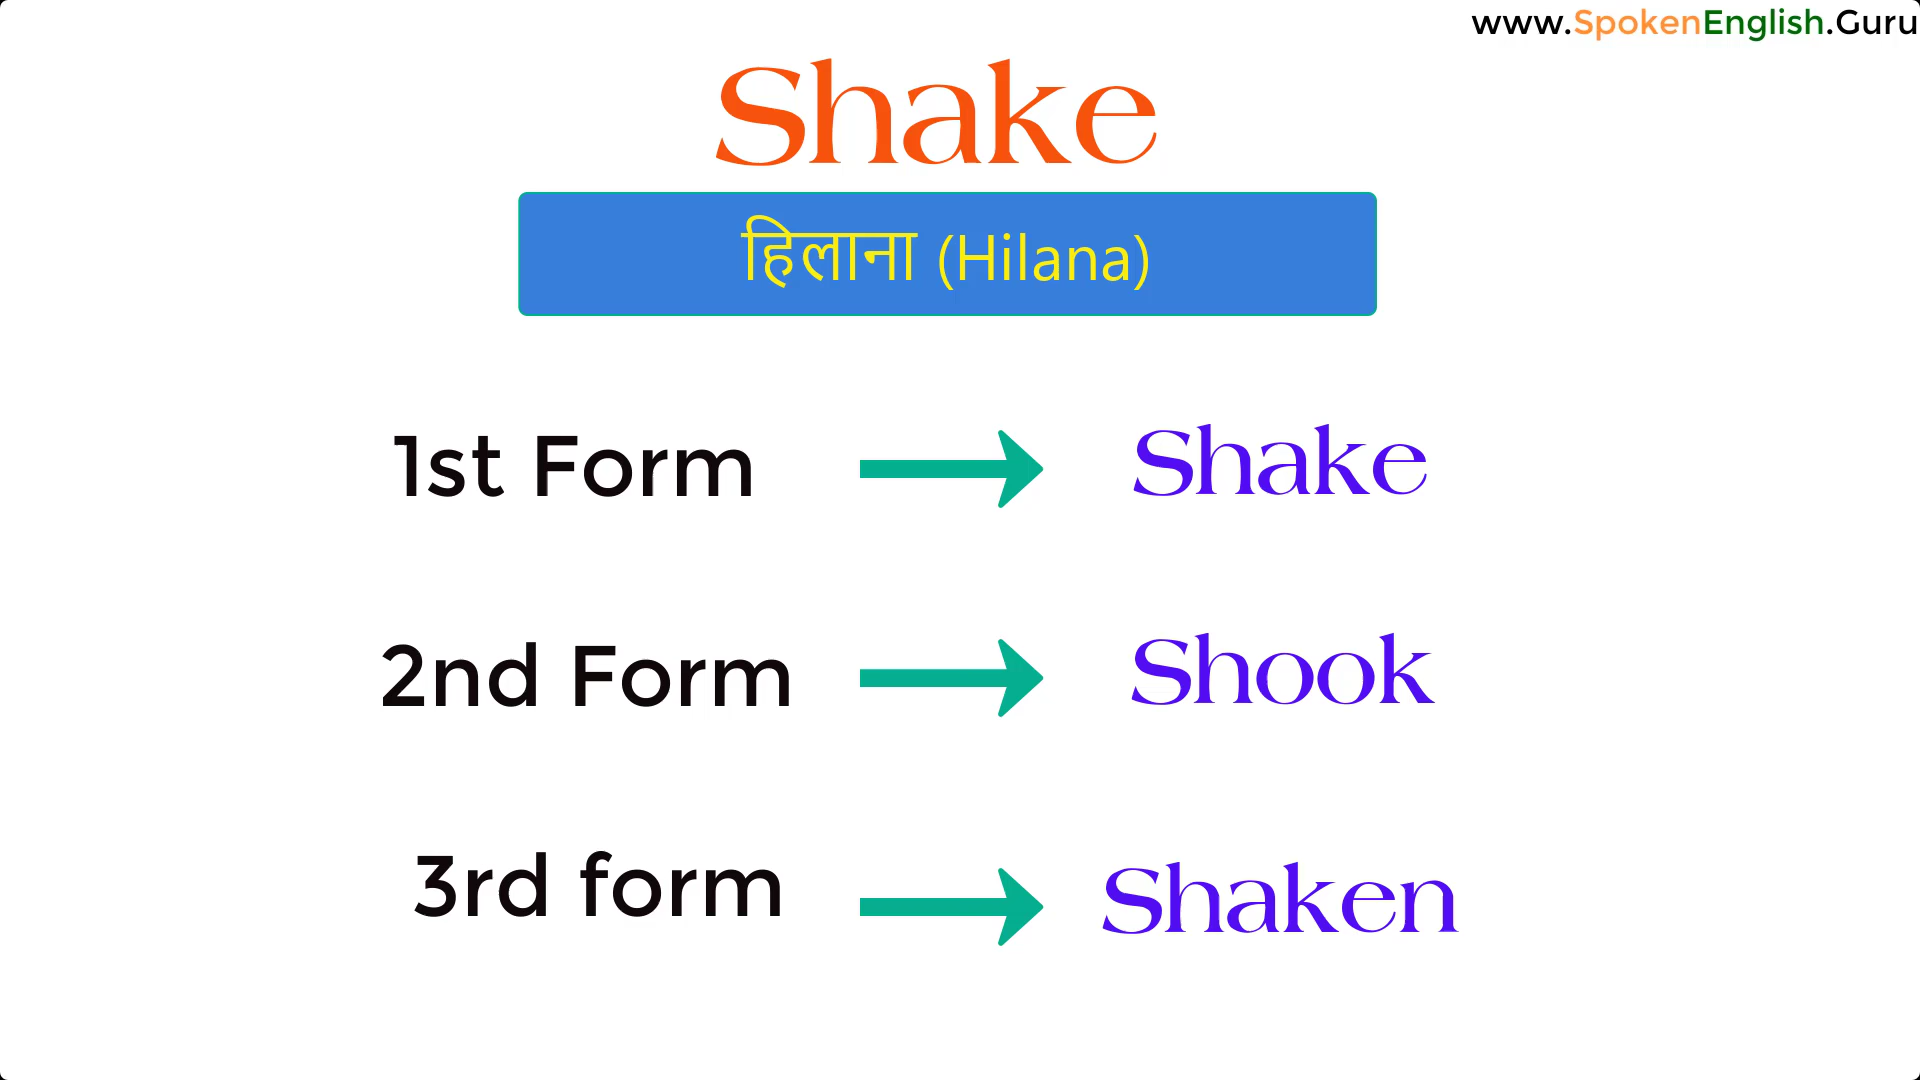 www.SpokenEnglish.Guru
Shake
हिलाना (Hilana)
1st Form Shake
2nd Form Shook
3rd form Shaken